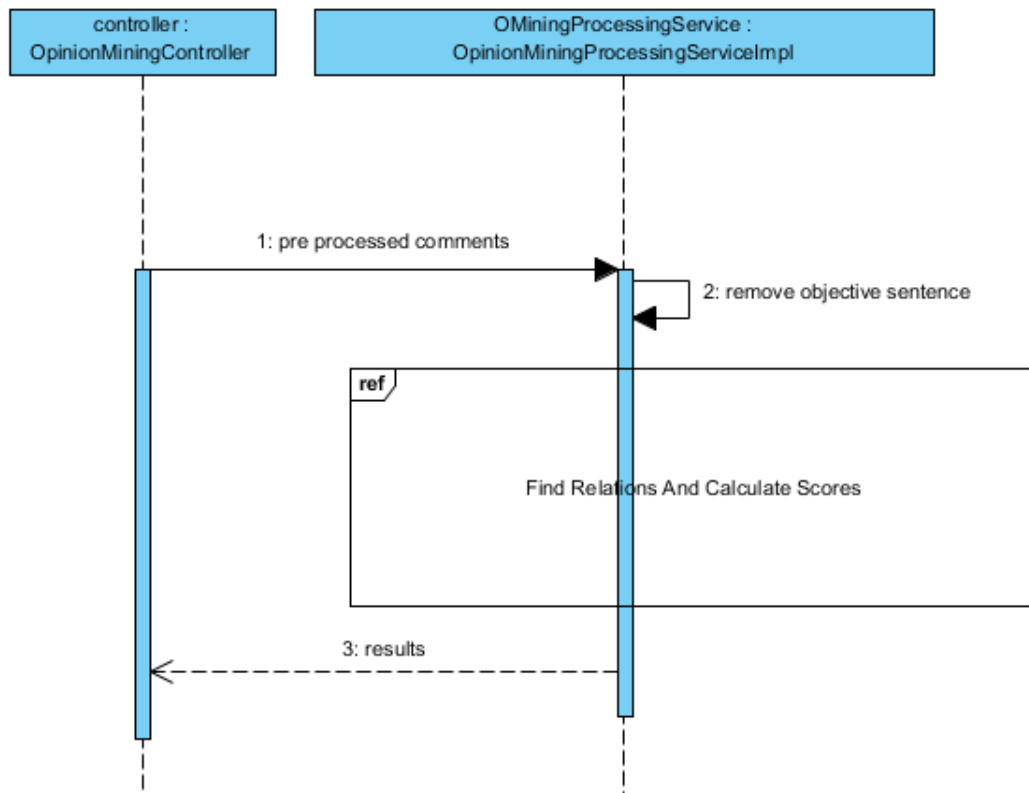 controller :
OpinionMiningController
OMiningProcessingService :
OpinionMiningProcessingServiceImpl
1: pre processed comments
2: remove objective sentence
ref
Find Relations And Calculate Scores
3: results